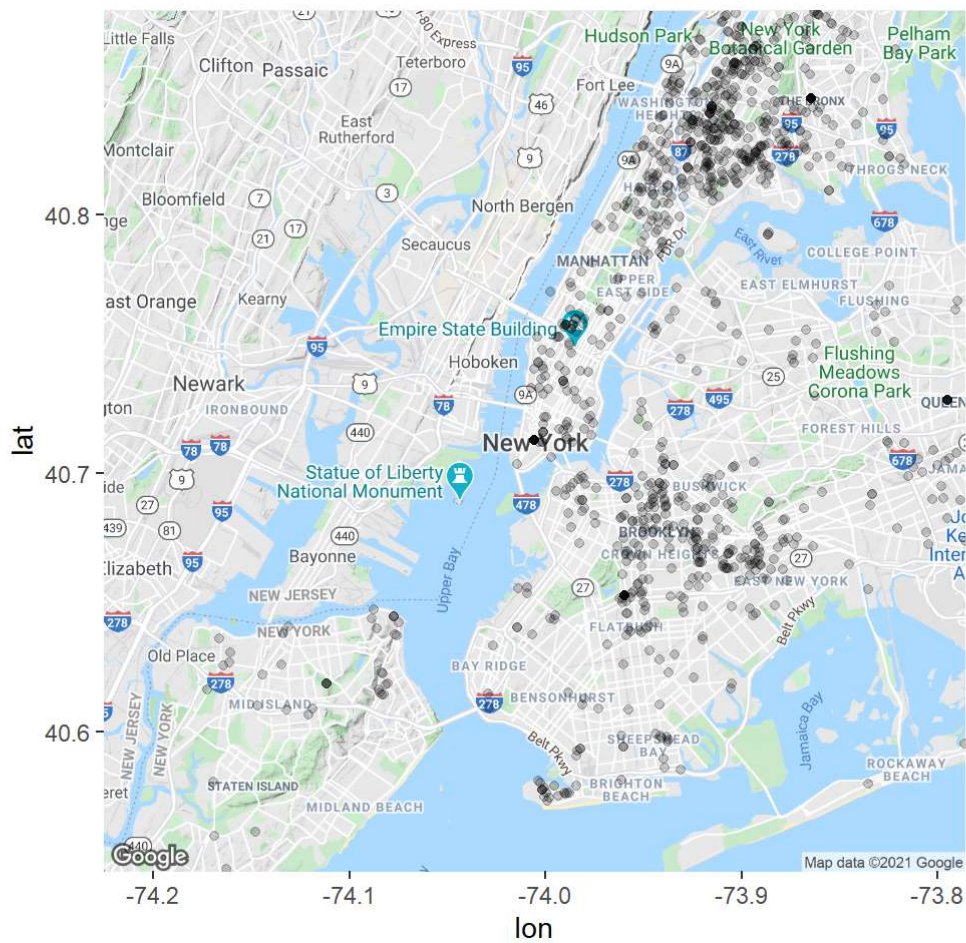 Little Falls
I-80 Express
Hudson Park
New York
Botanical Garden
Pelham
Bay Park
Clifton
Passaic
Teterboro
95
17
9A
Fort Lee
46
WASHINGTON
HEIGHTS
THE BRONX
East
Rutherford
Montclair
9
9A
87
95
278
95
THROGS NECK
Bloomfield
7
3
North Bergen
40.8
21
17
Secaucus
MANHATTAN
FDR Dr
East River
678
COLLEGE POINT
UPPER
EAST SIDE
EAST ELMHURST
FLUSHING
Kearny
Empire State Building
95
Hoboken
Flushing
Meadows
Corona Park
Newark
9
25
9A
78
278
495
IRONBOUND
440
FOREST HILLS
78
78
New York
678
lat
40.7
9
Statue of Liberty
National Monument
278
BUSHWICK
27
95
478
439
81
440
BROOKLYN
CROWN HEIGHTS
27
95
Bayonne
Upper Bay
27
EAST NEW YORK
NEW JERSEY
278
NEW YORK
FLATBUSH
Belt Pkwy
Old Place
278
BAY RIDGE
MID ISLAND
278
BENSONHURST
Jamaica Bay
40.6
NEW JERSEY
NEW YORK
Belt Pkwy
SHEEPSHEAD
BAY
ROCKAWAY
BEACH
STATEN ISLAND
BRIGHTON
BEACH
MIDLAND BEACH
440
Google
Map data ©2021 Google
-74.2
-74.1
-74.0
-73.9
-73.8
lon